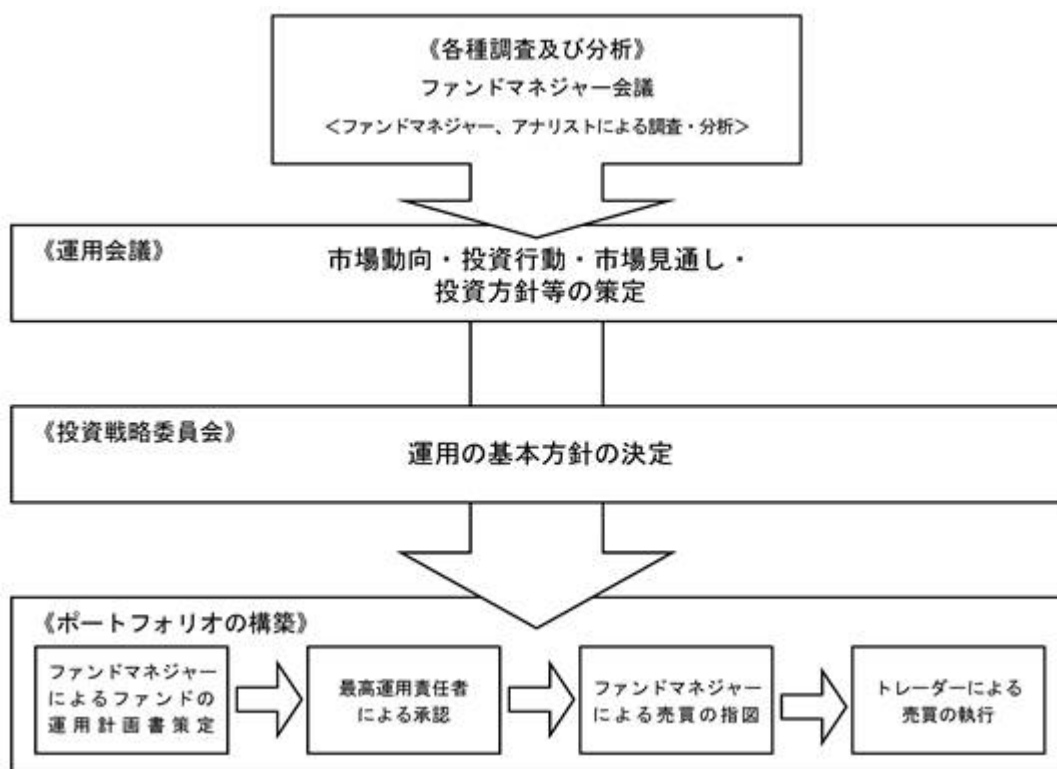 《各種調査及び分析》
ファンドマネジャー会議
＜ファンドマネジャー、アナリストによる調査・分析＞
《運用会議》
市場動向・投資行動・市場見通し・
投資方針等の策定
《投資戦略委員会》
運用の基本方針の決定
《ポートフォリオの構築》
ファンドマネジャー
によるファンドの
運用計画書策定
最高運用責任者
による承認
ファンドマネジャー
による売買の指図
トレーダーによる
売買の執行